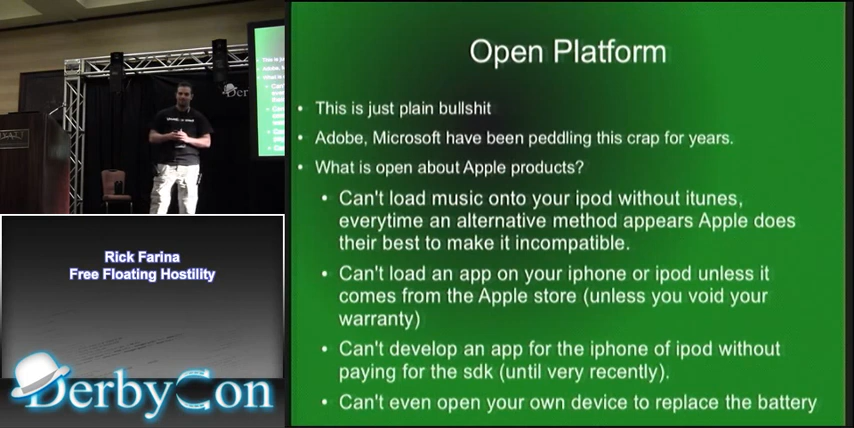 Open Platform
This is just plain bullshit
Adobe, Microsoft have been peddling this crap for years.
What is open about Apple products?
Can't load music onto your ipod without itunes,
everytime an alternative method appears Apple does
their best to make it incompatible.
Can't load an app on your iphone or ipod unless it
comes from the Apple store (unless you void your
warranty)
Can't develop an app for the iphone of ipod without
paying for the sdk (until very recently).
Can't even open your own device to replace the battery
Rick Farina
Free Floating Hostility
DerbyCon